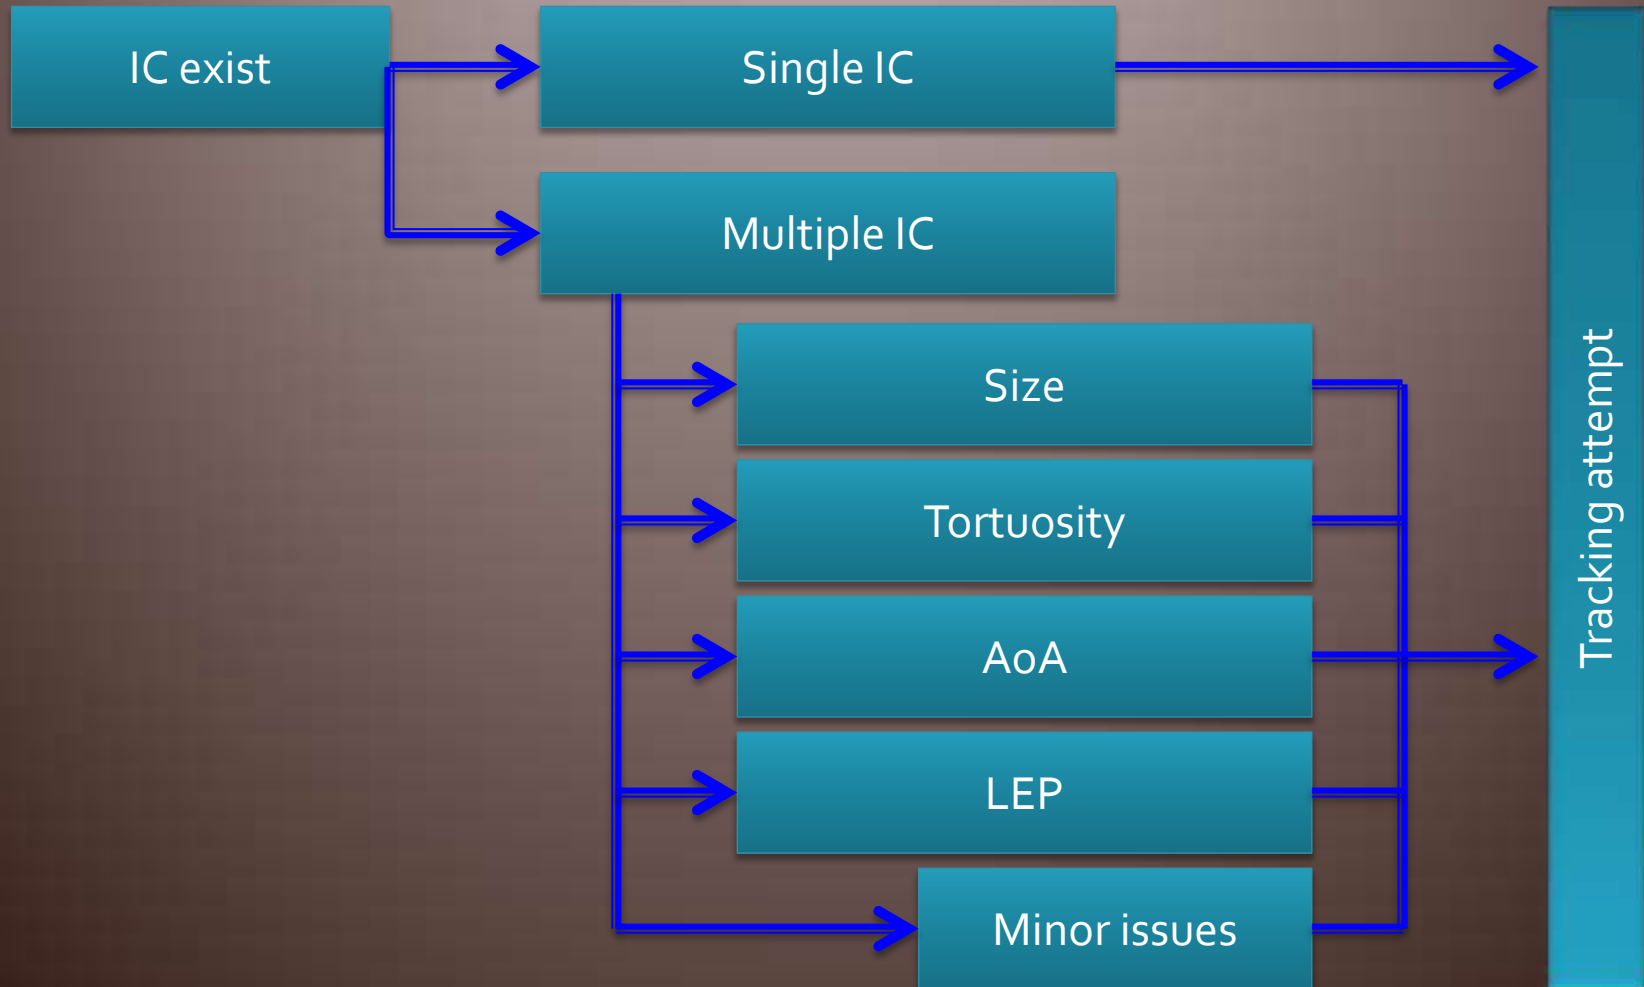 IC exist
Single IC
Multiple IC
Size
Tortuosity
AoA
LEP
Minor issues
Tracking attempt